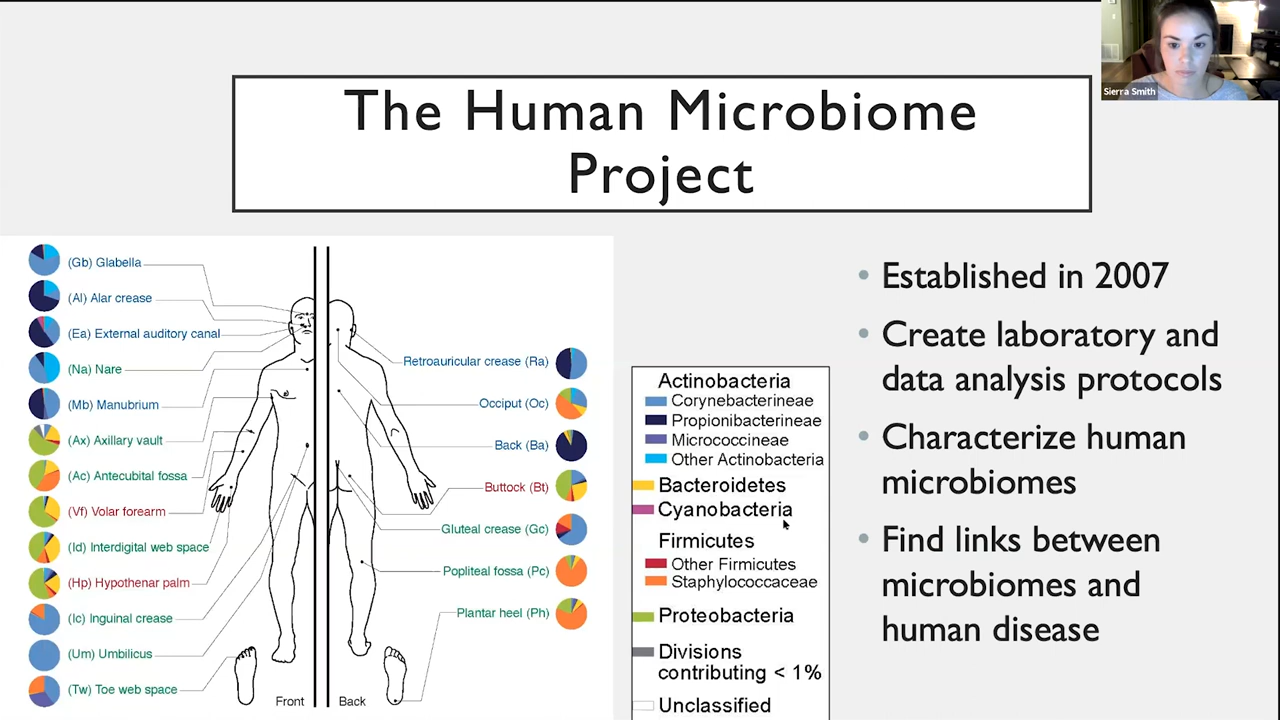 Sierra Smith
The Human Microbiome
Project
(Gb) Glabella
(Al) Alar crease
(Ea) External auditory canal
(Na) Nare
(Mb) Manubrium
(Ax) Axillary vault
(Ac) Antecubital fossa
(Vf) Volar forearm
(Id) Interdigital web space
(Hp) Hypothenar palm
(Ic) Inguinal crease
(Um) Umbilicus
(Tw) Toe web space
Front
Back
Retroauricular crease (Ra)
Occiput (Oc)
Back (Ba)
Buttock (Bt)
Gluteal crease (Gc)
Popliteal fossa (Pc)
Plantar heel (Ph)
Actinobacteria
Corynebacterineae
Propionibacterineae
Micrococcineae
Other Actinobacteria
Bacteroidetes
Cyanobacteria
Firmicutes
Other Firmicutes
Staphylococcaceae
Proteobacteria
Divisions
contributing < 1%
Unclassified
• Established in 2007
• Create laboratory and
data analysis protocols
• Characterize human
microbiomes
• Find links between
microbiomes and
human disease